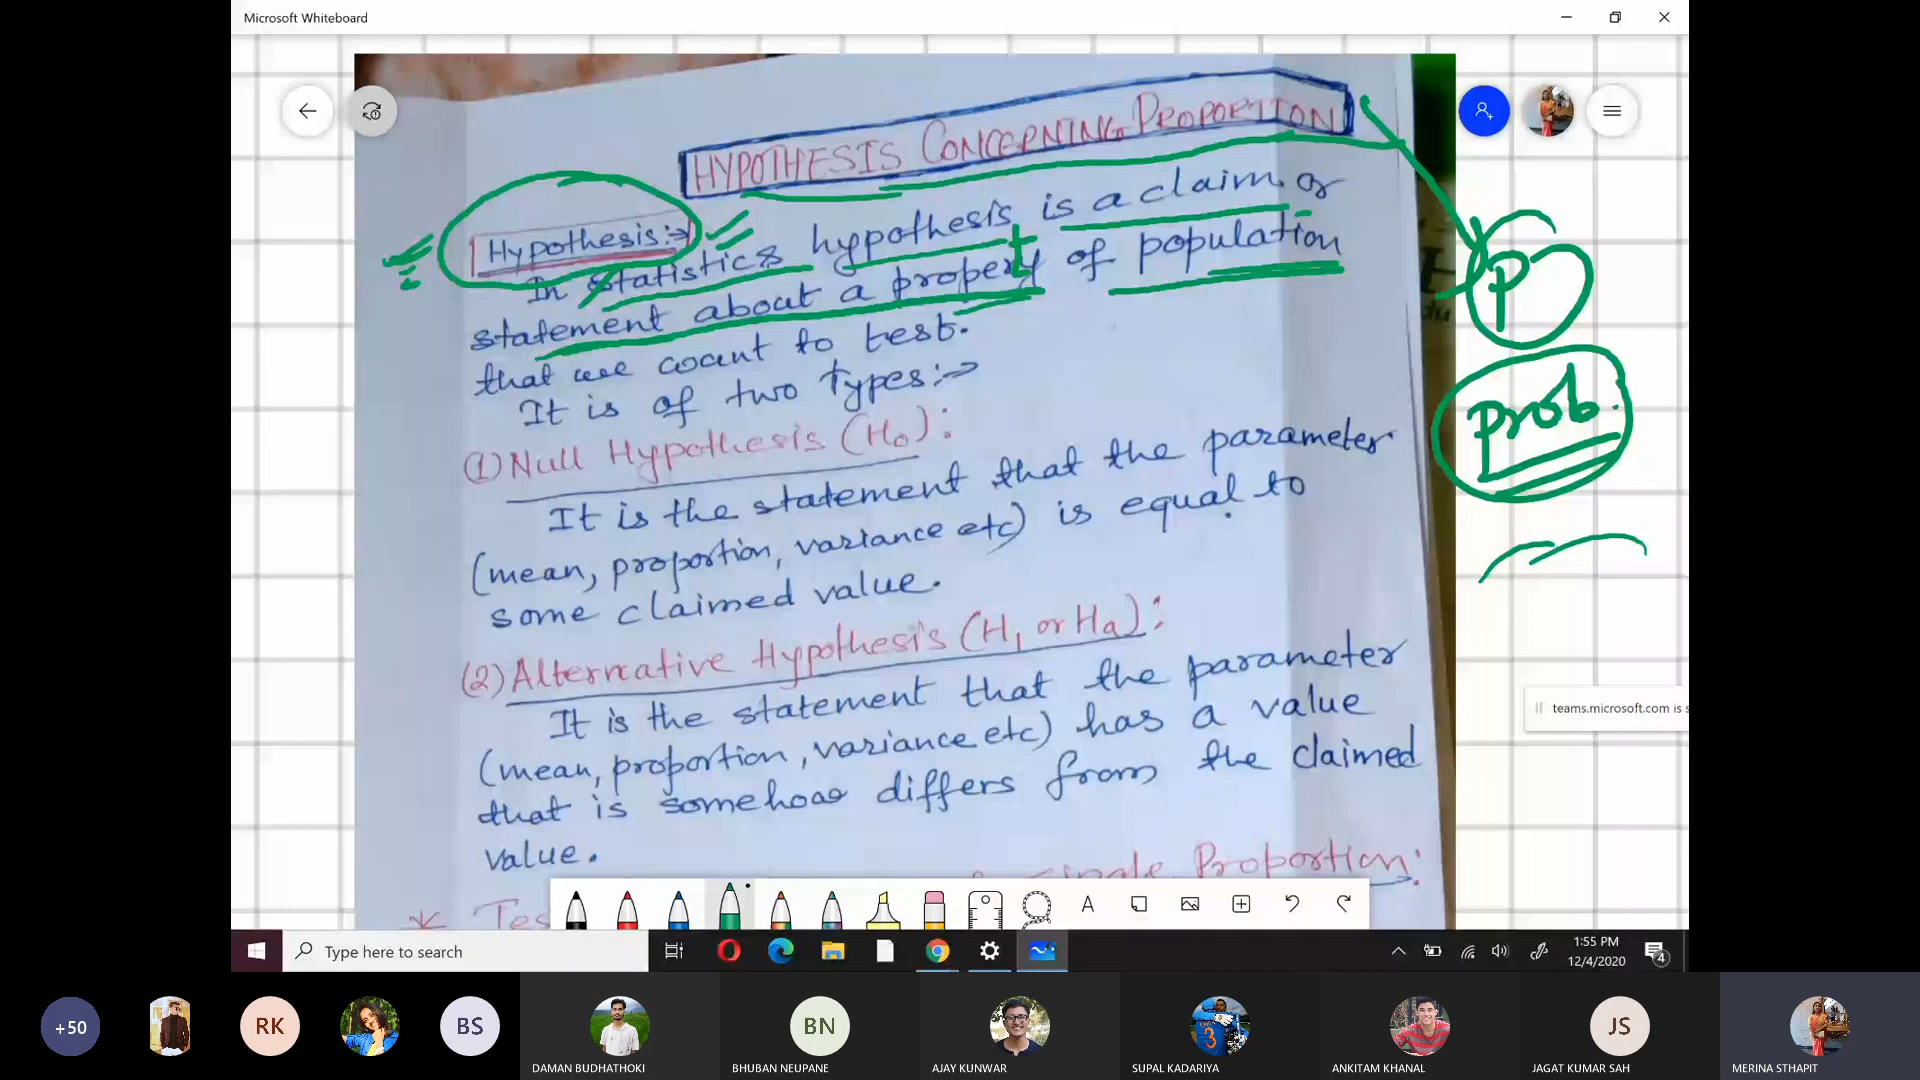 Microsoft Whiteboard
HYPOTHESIS CONCERNING PROPORTION
Hypothesis:→
In statistics hypothesis is a claim or
statement about a property of population
that we want to test.
It is of two types:→
(1) Null Hypothesis (H₀):
It is the statement that the parameter
(mean, proportion, variance etc) is equal to
some claimed value.
(2) Alternative Hypothesis (H₁ or Ha):
It is the statement that the parameter
(mean, proportion, variance etc) has a value
that is somehow differs from the claimed
value.
Single Proportion:
* Tes
P
prob.
teams.microsoft.com is s
A
Type here to search
1:55 PM
12/4/2020
4
+50
RK
BS
BN
3
JS
DAMAN BUDHATHOKI
BHUBAN NEUPANE
AJAY KUNWAR
SUPAL KADARIYA
ANKITAM KHANAL
JAGAT KUMAR SAH
MERINA STHAPIT